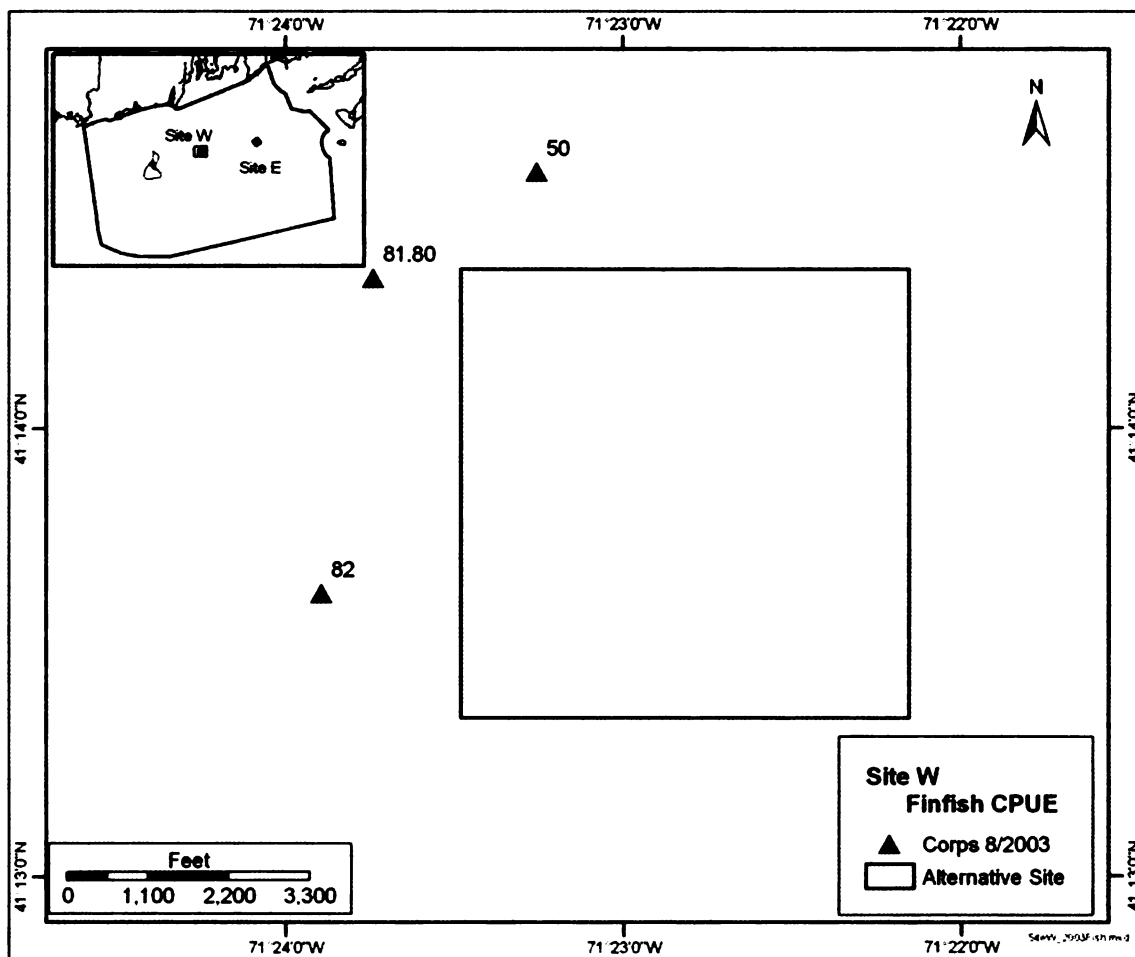 71°24'0"W 71°23'0"W 71°22'0"W
N
Site W
Site E
50
81.80
41°14'0"N 41°14'0"N
82
Site W
Finfish CPUE
Corps 8/2003
Alternative Site
Feet
0 1,100 2,200 3,300
41°13'0"N 41°13'0"N
71°24'0"W 71°23'0"W 71°22'0"W